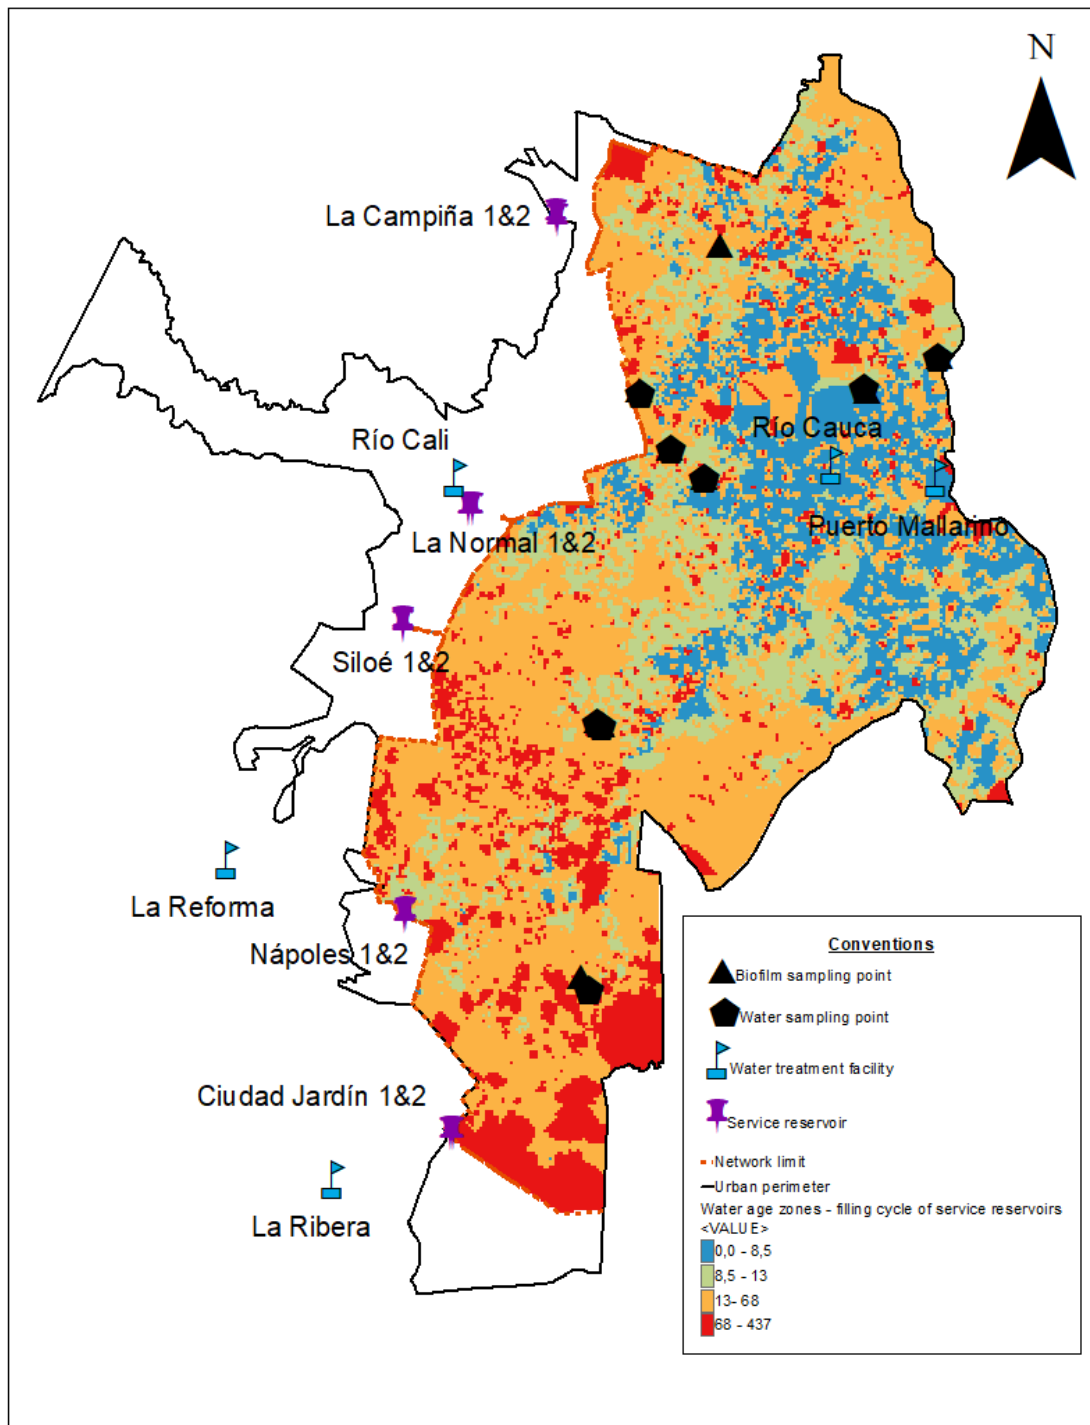 N
La Campiña 1&2
Río Cali
Río Cauca
La Normal 1&2
Puerto Mallarino
Siloé 1&2
La Reforma
Nápoles 1&2
Ciudad Jardín 1&2
La Ribera
Conventions
Biofilm sampling point
Water sampling point
Water treatment facility
Service reservoir
Network limit
Urban perimeter
Water age zones - filling cycle of service reservoirs
<VALUE>
0,0 - 8,5
8,5 - 13
13- 68
68 - 437